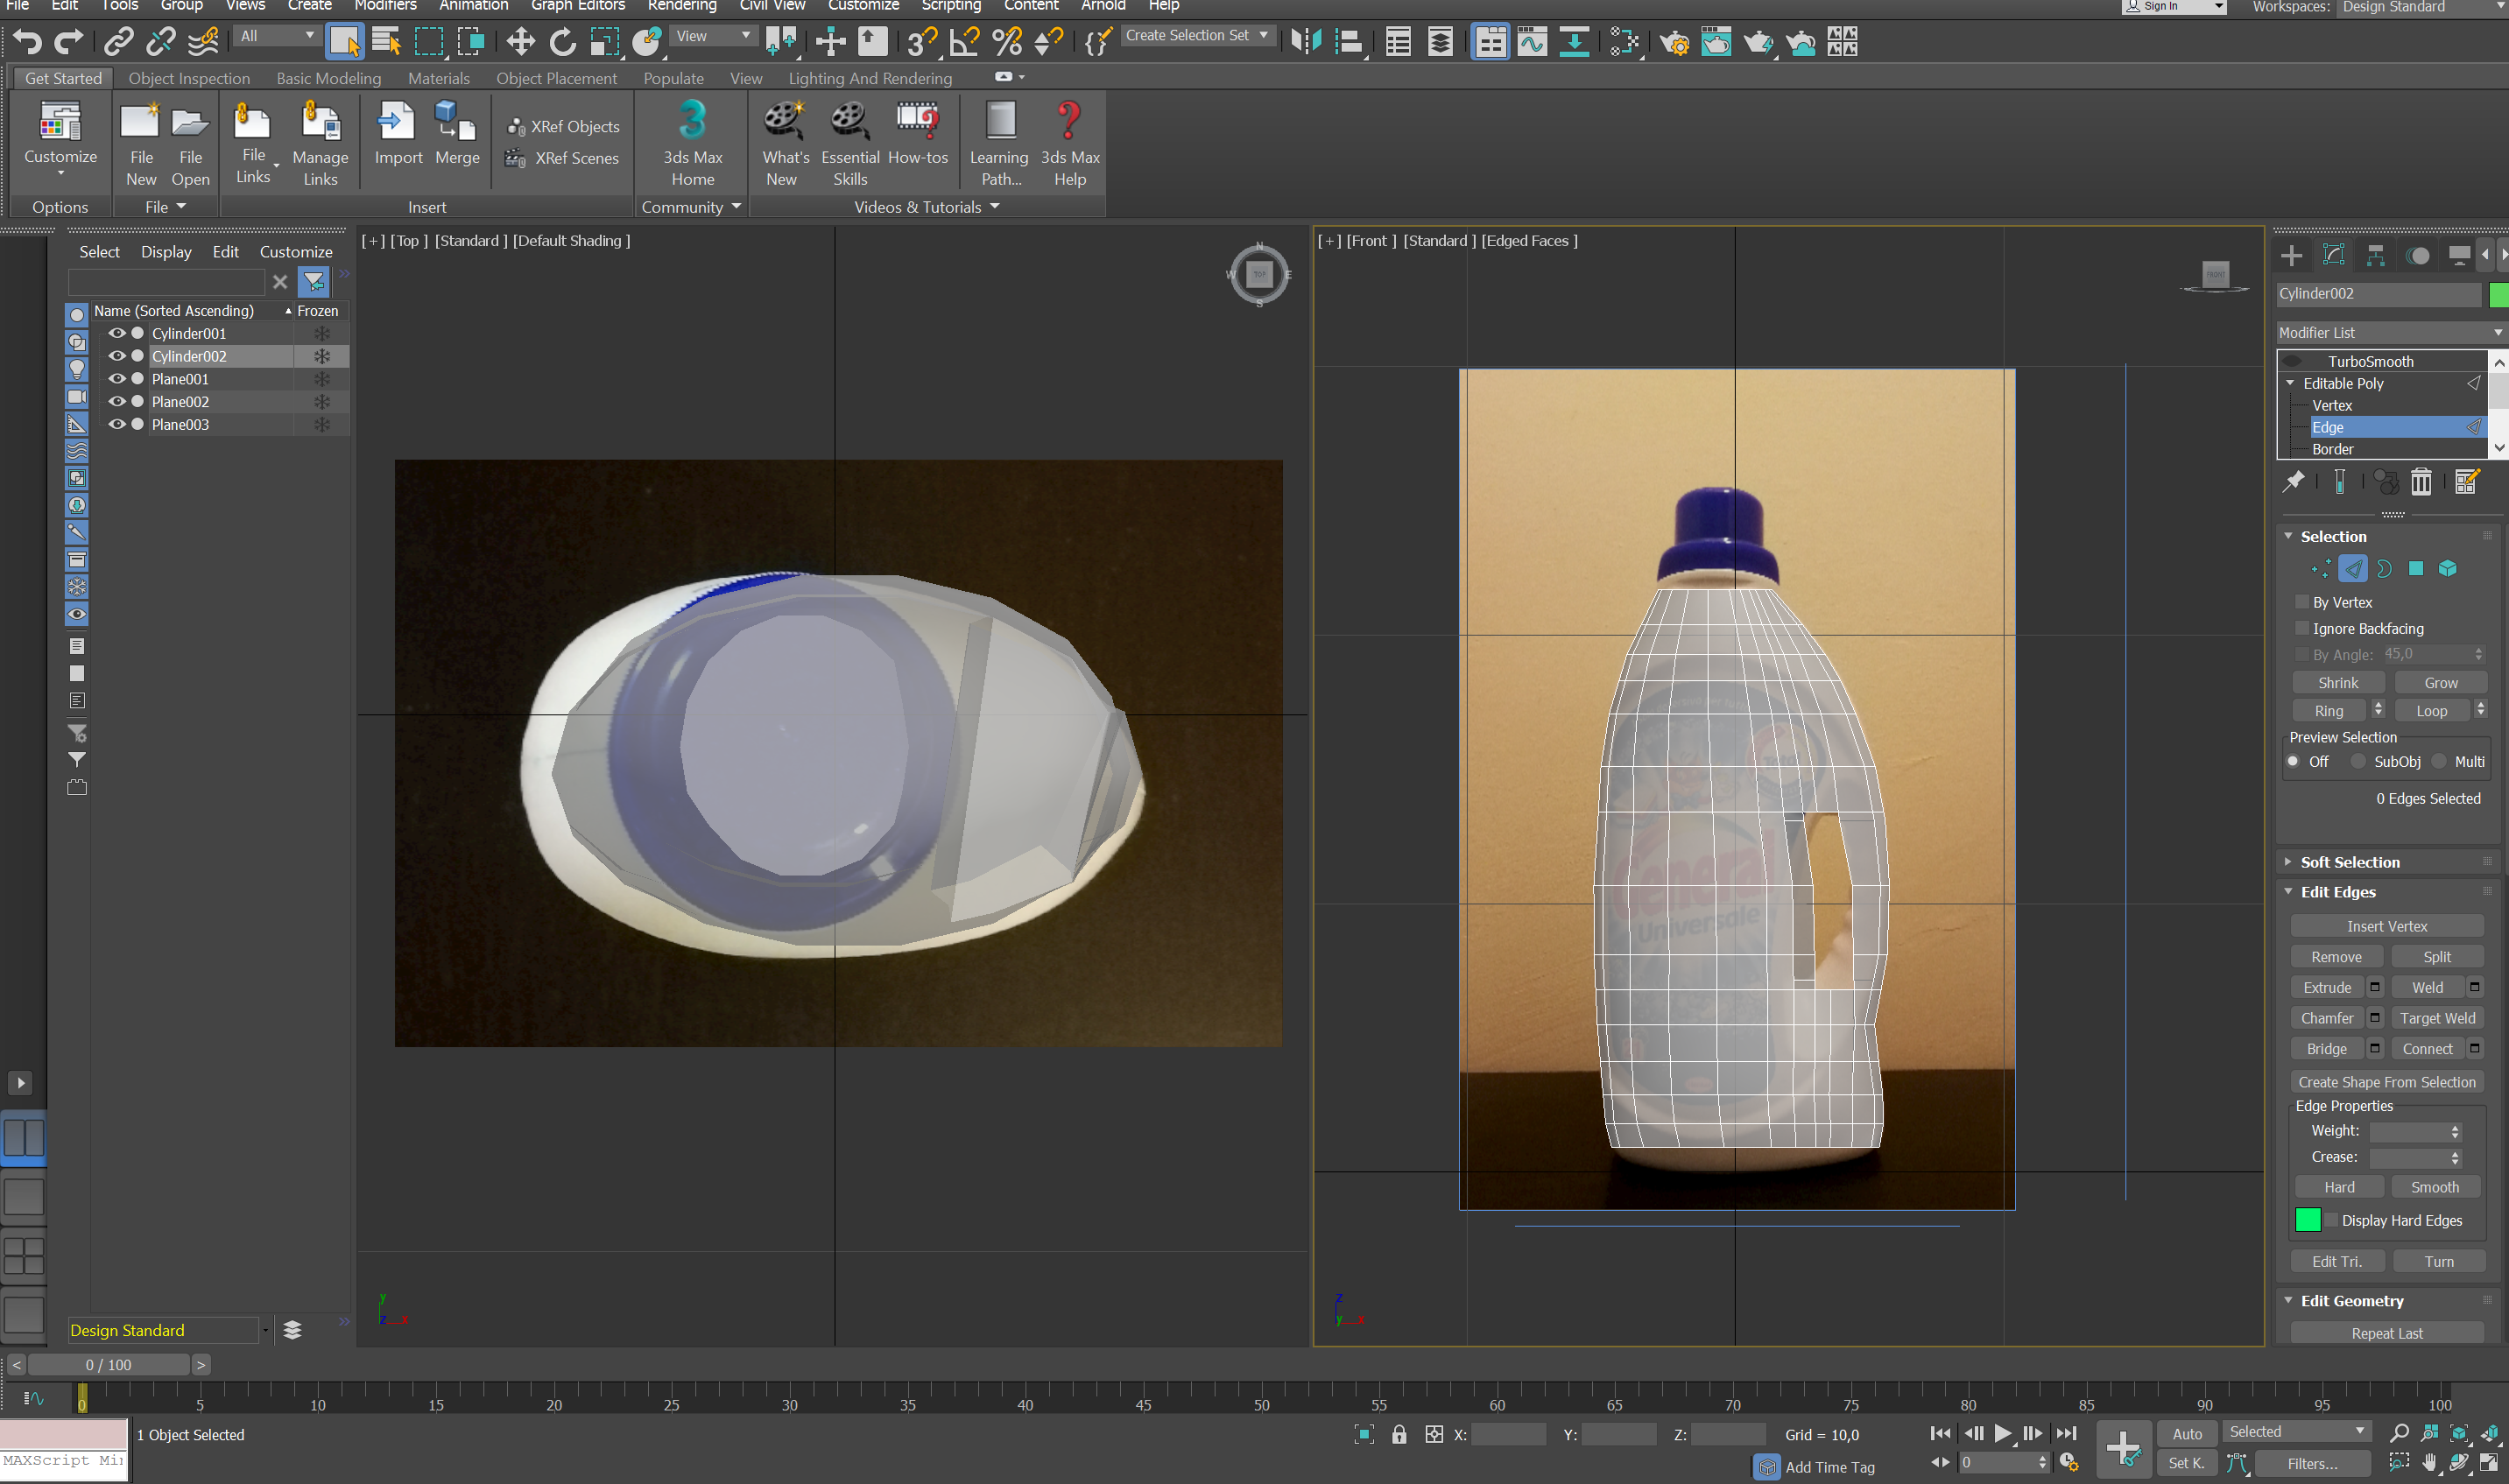 File Edit Tools Group Views Create Modifiers Animation Graph Editors Rendering Civil View Customize Scripting Content Arnold Help
Sign In Workspaces: Design Standard
All View Create Selection Set
Get Started Object Inspection Basic Modeling Materials Object Placement Populate View Lighting And Rendering
Customize
File New
File Open
File Links
Manage Links
Import
Merge
XRef Objects
XRef Scenes
3ds Max Home
What's New
Essential Skills
How-tos
Learning Path...
3ds Max Help
Options File Insert Community Videos & Tutorials
Select Display Edit Customize
Name (Sorted Ascending) Frozen
Cylinder001
Cylinder002
Plane001
Plane002
Plane003
Design Standard
[+] [Top ] [Standard ] [Default Shading ]
N
W TOP E
S
y
z x
[+] [Front ] [Standard ] [Edged Faces ]
FRONT
General
Universale
z
y x
Cylinder002
Modifier List
TurboSmooth
Editable Poly
Vertex
Edge
Border
Selection
By Vertex
Ignore Backfacing
By Angle: 45,0
Shrink Grow
Ring Loop
Preview Selection
Off SubObj Multi
0 Edges Selected
Soft Selection
Edit Edges
Insert Vertex
Remove Split
Extrude Weld
Chamfer Target Weld
Bridge Connect
Create Shape From Selection
Edge Properties
Weight:
Crease:
Hard Smooth
Display Hard Edges
Edit Tri. Turn
Edit Geometry
Repeat Last
< 0 / 100 >
0 5 10 15 20 25 30 35 40 45 50 55 60 65 70 75 80 85 90 95 100
1 Object Selected
X: Y: Z: Grid = 10,0
Auto Selected
MAXScript Mi
Add Time Tag
0
Set K. Filters...